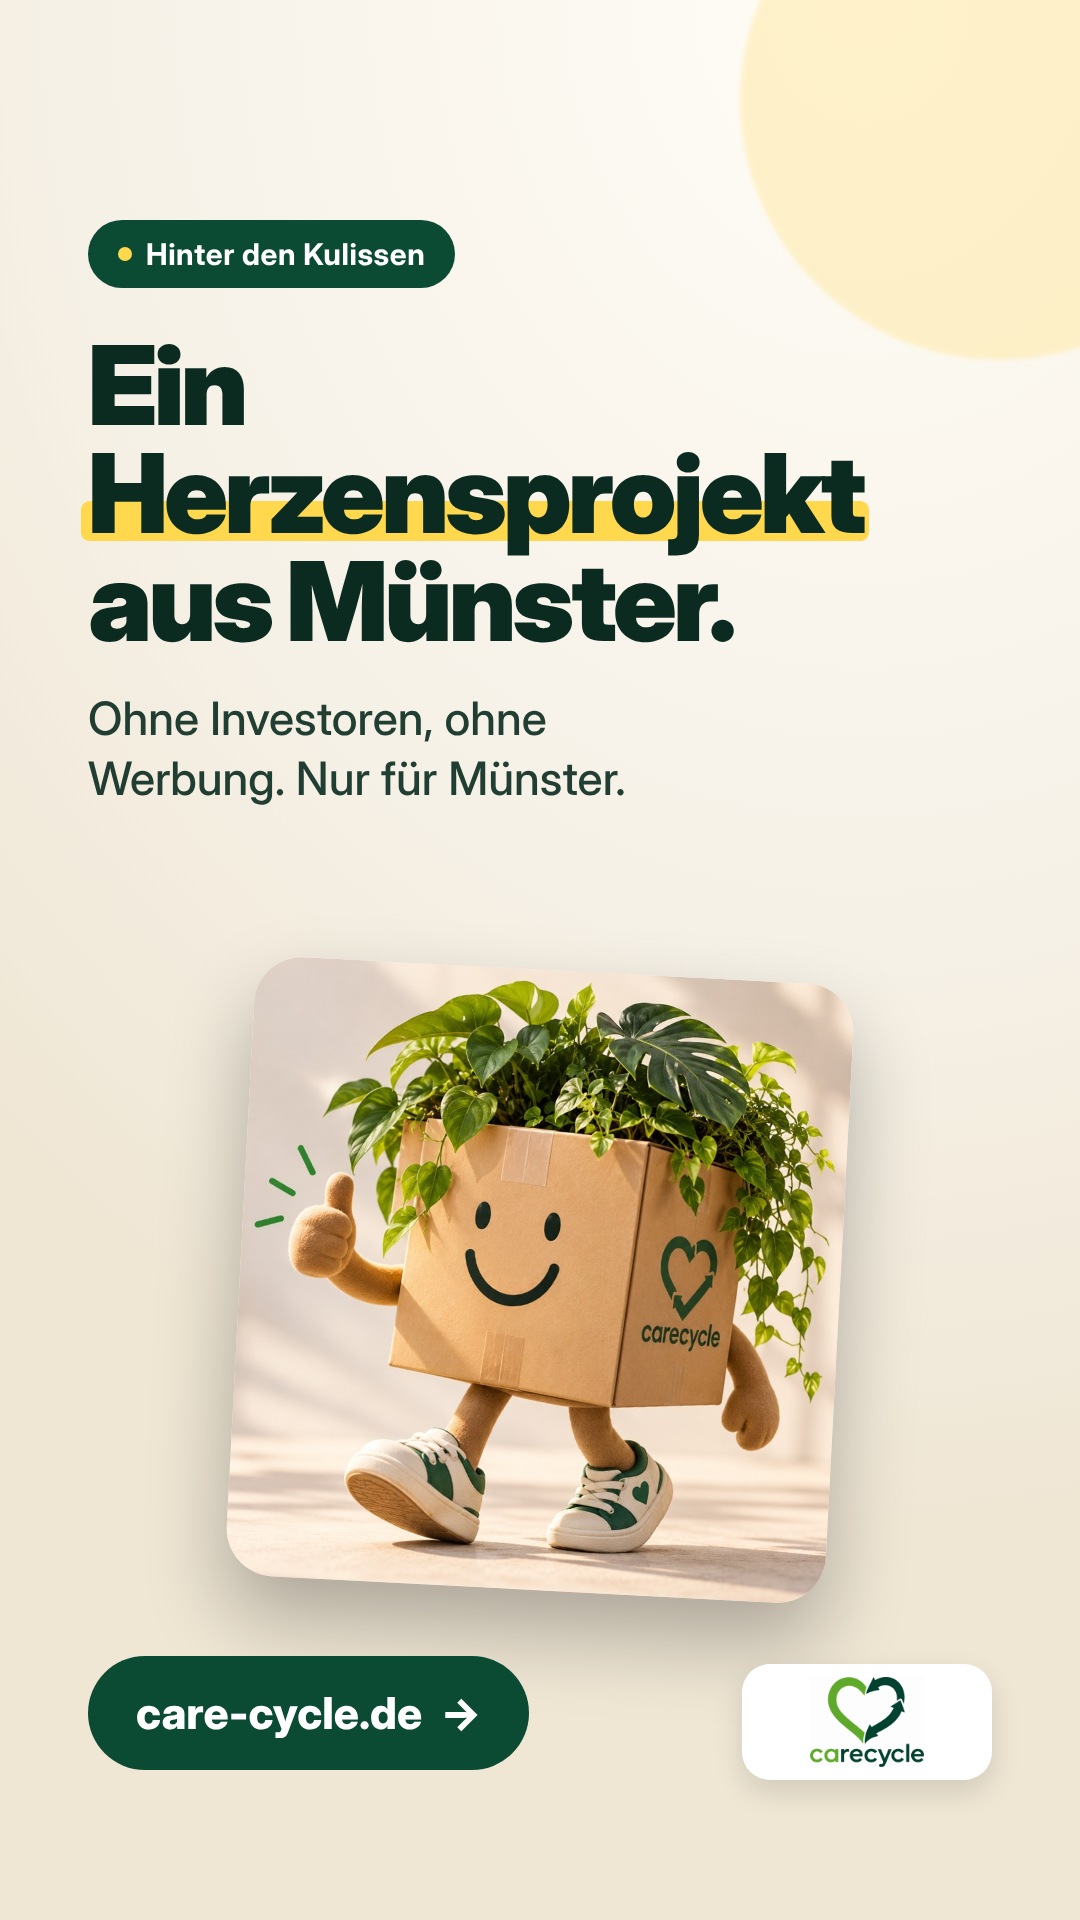 Hinter den Kulissen
Ein
Herzensprojekt
aus Münster.
Ohne Investoren, ohne
Werbung. Nur für Münster.
carecycle
care-cycle.de →
carecycle